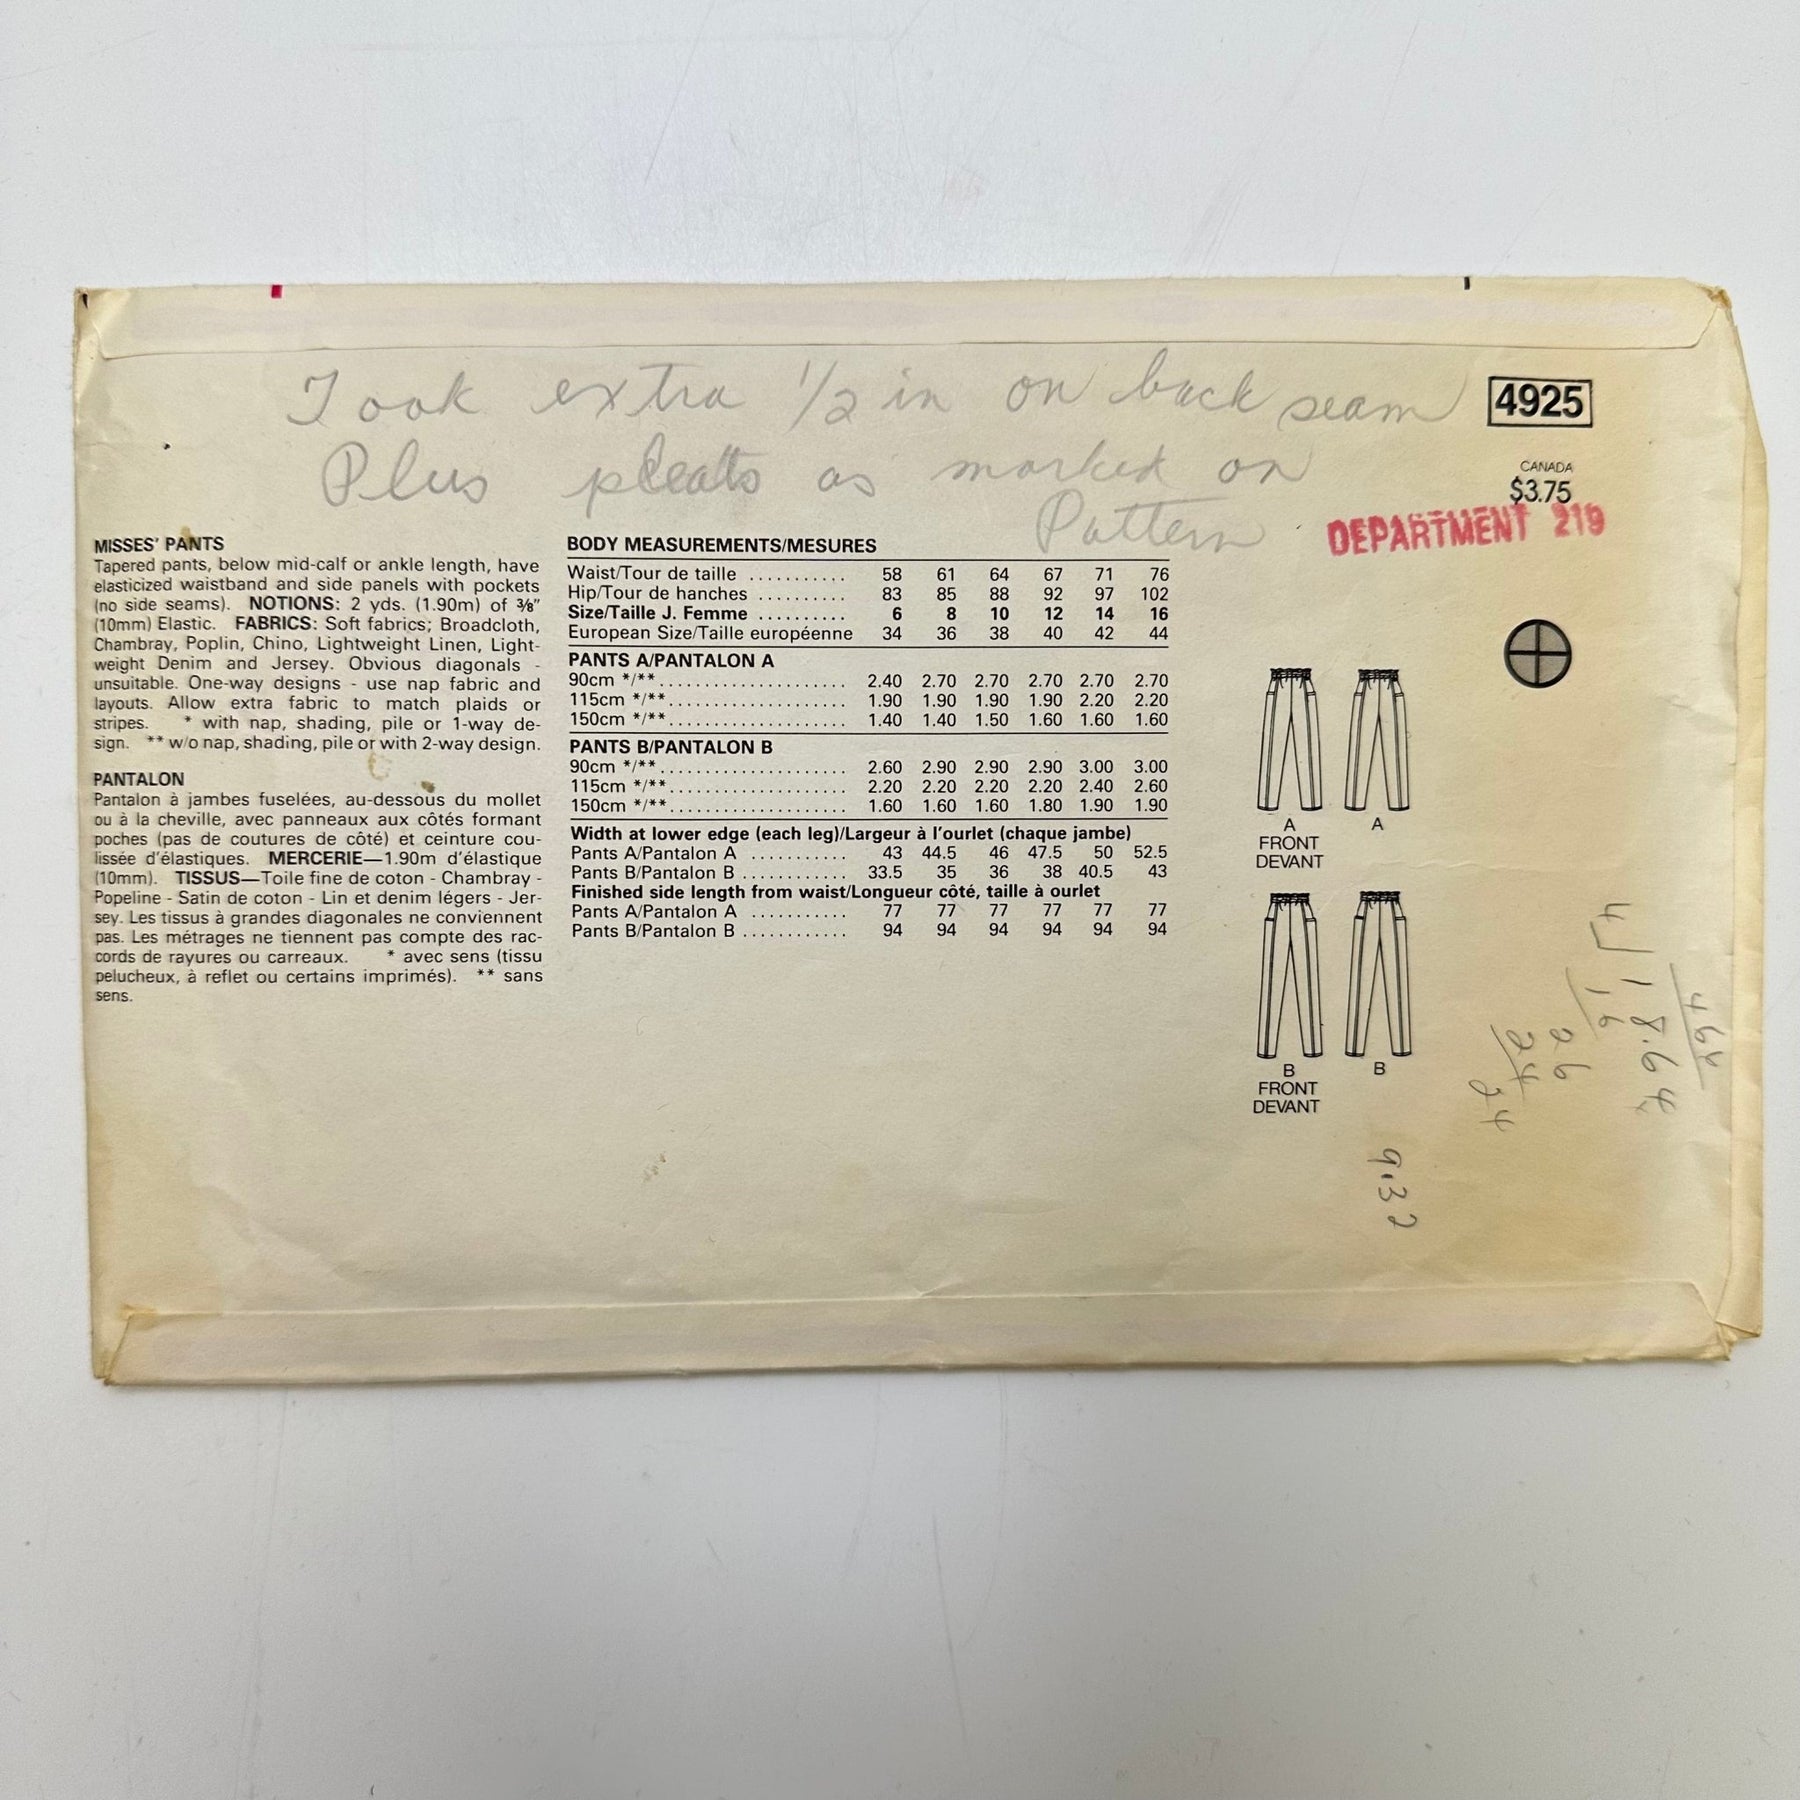 Took extra 1/2 in on back seam
Plus pleats as marked on
Pattern
4925
CANADA
$3.75
DEPARTMENT 219
MISSES' PANTS
Tapered pants, below mid-calf or ankle length, have
elasticized waistband and side panels with pockets
(no side seams). NOTIONS: 2 yds. (1.90m) of 3/8"
(10mm) Elastic. FABRICS: Soft fabrics; Broadcloth,
Chambray, Poplin, Chino, Lightweight Linen, Light-
weight Denim and Jersey. Obvious diagonals -
unsuitable. One-way designs - use nap fabric and
layouts. Allow extra fabric to match plaids or
stripes. * with nap, shading, pile or 1-way de-
sign. ** w/o nap, shading, pile or with 2-way design.
PANTALON
Pantalon à jambes fuselées, au-dessous du mollet
ou à la cheville, avec panneaux aux côtés formant
poches (pas de coutures de côté) et ceinture cou-
lissée d'élastiques. MERCERIE—1.90m d'élastique
(10mm). TISSUS—Toile fine de coton - Chambray -
Popeline - Satin de coton - Lin et denim légers - Jer-
sey. Les tissus à grandes diagonales ne conviennent
pas. Les métrages ne tiennent pas compte des rac-
cords de rayures ou carreaux. * avec sens (tissu
pelucheux, à reflet ou certains imprimés). ** sans
sens.
BODY MEASUREMENTS/MESURES
Waist/Tour de taille ........... 58 61 64 67 71 76
Hip/Tour de hanches .......... 83 85 88 92 97 102
Size/Taille J. Femme .......... 6 8 10 12 14 16
European Size/Taille européenne 34 36 38 40 42 44
PANTS A/PANTALON A
90cm */**...................... 2.40 2.70 2.70 2.70 2.70 2.70
115cm */**..................... 1.90 1.90 1.90 1.90 2.20 2.20
150cm */**..................... 1.40 1.40 1.50 1.60 1.60 1.60
PANTS B/PANTALON B
90cm */**...................... 2.60 2.90 2.90 2.90 3.00 3.00
115cm */**..................... 2.20 2.20 2.20 2.20 2.40 2.60
150cm */**..................... 1.60 1.60 1.60 1.80 1.90 1.90
Width at lower edge (each leg)/Largeur à l'ourlet (chaque jambe)
Pants A/Pantalon A ........... 43 44.5 46 47.5 50 52.5
Pants B/Pantalon B ............ 33.5 35 36 38 40.5 43
Finished side length from waist/Longueur côté, taille à ourlet
Pants A/Pantalon A ........... 77 77 77 77 77 77
Pants B/Pantalon B ............ 94 94 94 94 94 94
A
FRONT
DEVANT
A
B
FRONT
DEVANT
B
4 18.64
16
26
24
24
9.32